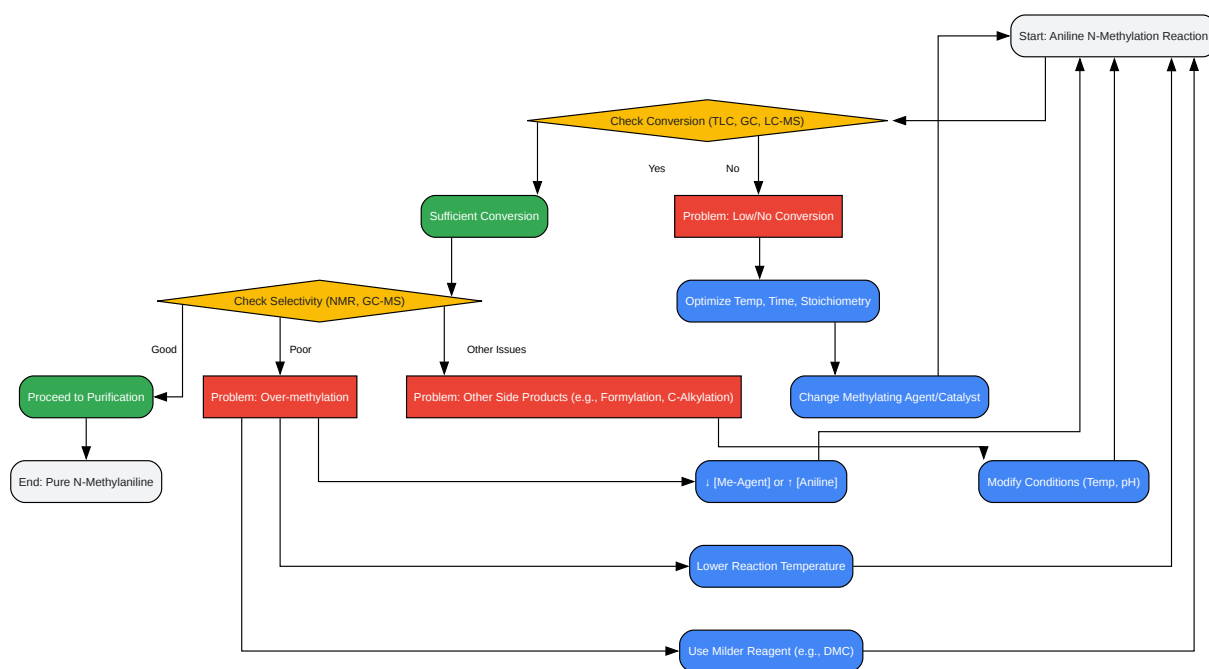 Start: Aniline N-Methylation Reaction
Check Conversion (TLC, GC, LC-MS)
Yes
No
Sufficient Conversion
Problem: Low/No Conversion
Check Selectivity (NMR, GC-MS)
Optimize Temp, Time, Stoichiometry
Good
Poor
Other Issues
Proceed to Purification
Problem: Over-methylation
Problem: Other Side Products (e.g., Formylation, C-Alkylation)
Change Methylating Agent/Catalyst
End: Pure N-Methylaniline
↓ [Me-Agent] or ↑ [Aniline]
Modify Conditions (Temp, pH)
Lower Reaction Temperature
Use Milder Reagent (e.g., DMC)